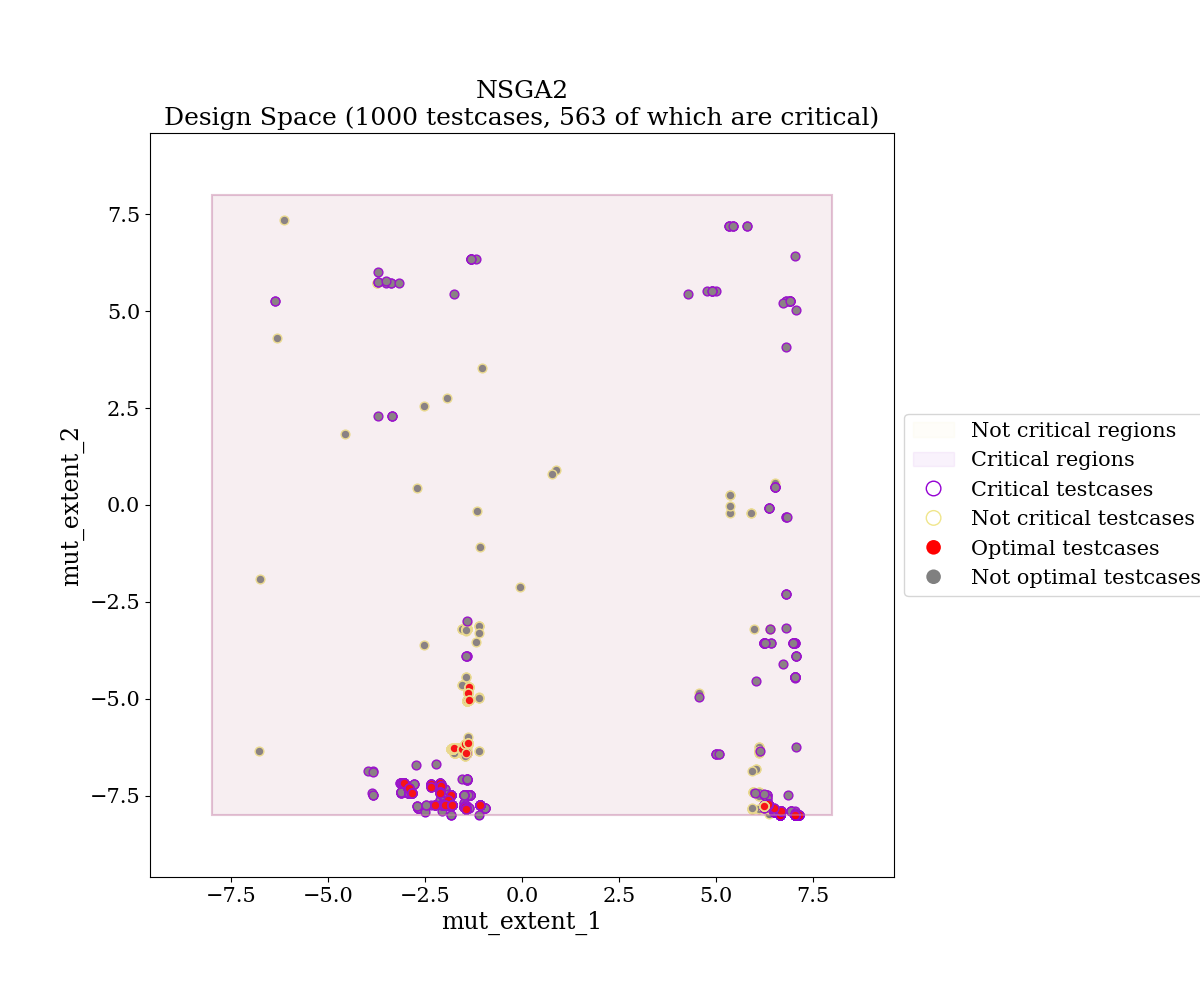 NSGA2
Design Space (1000 testcases, 563 of which are critical)
7.5
5.0
2.5
0.0
−2.5
−5.0
−7.5
mut_extent_2
−7.5
−5.0
−2.5
0.0
2.5
5.0
7.5
mut_extent_1
Not critical regions
Critical regions
Critical testcases
Not critical testcases
Optimal testcases
Not optimal testcases